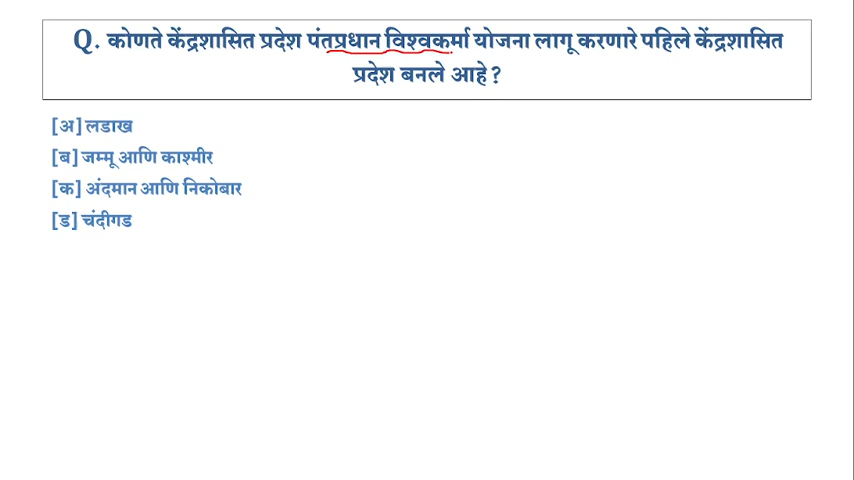 Q. कोणते केंद्रशासित प्रदेश पंतप्रधान विश्वकर्मा योजना लागू करणारे पहिले केंद्रशासित
प्रदेश बनले आहे ?
[अ] लडाख
[ब] जम्मू आणि काश्मीर
[क] अंदमान आणि निकोबार
[ड] चंदीगड